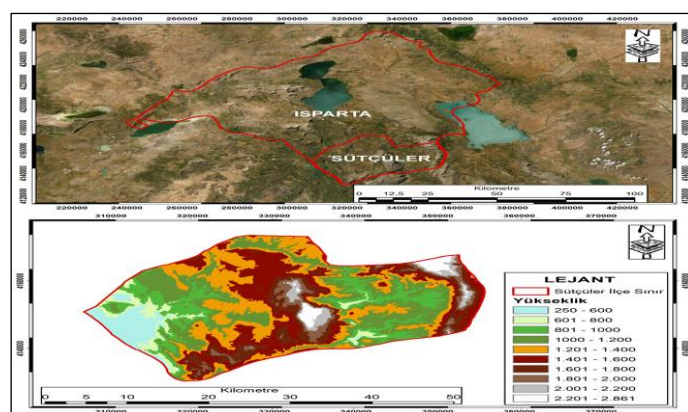 220000 240000 260000 280000 300000 320000 340000 360000 380000 400000
N
ISPARTA
SÜTÇÜLER
Kilometre
0 12,5 25 50 75 100
220000 240000 260000 280000 300000 320000 340000 360000 380000 400000
310000 320000 330000 340000 350000 360000 370000
N
LEJANT
Sütçüler İlçe Sınır
Yükseklik
250 - 600
601 - 800
801 - 1000
1000 - 1.200
1.201 - 1.400
1.401 - 1.600
1.601 - 1.800
1.801 - 2.000
2.001 - 2.200
2.201 - 2.861
Kilometre
0 5 10 20 30 40 50
310000 320000 330000 340000 350000 360000 370000